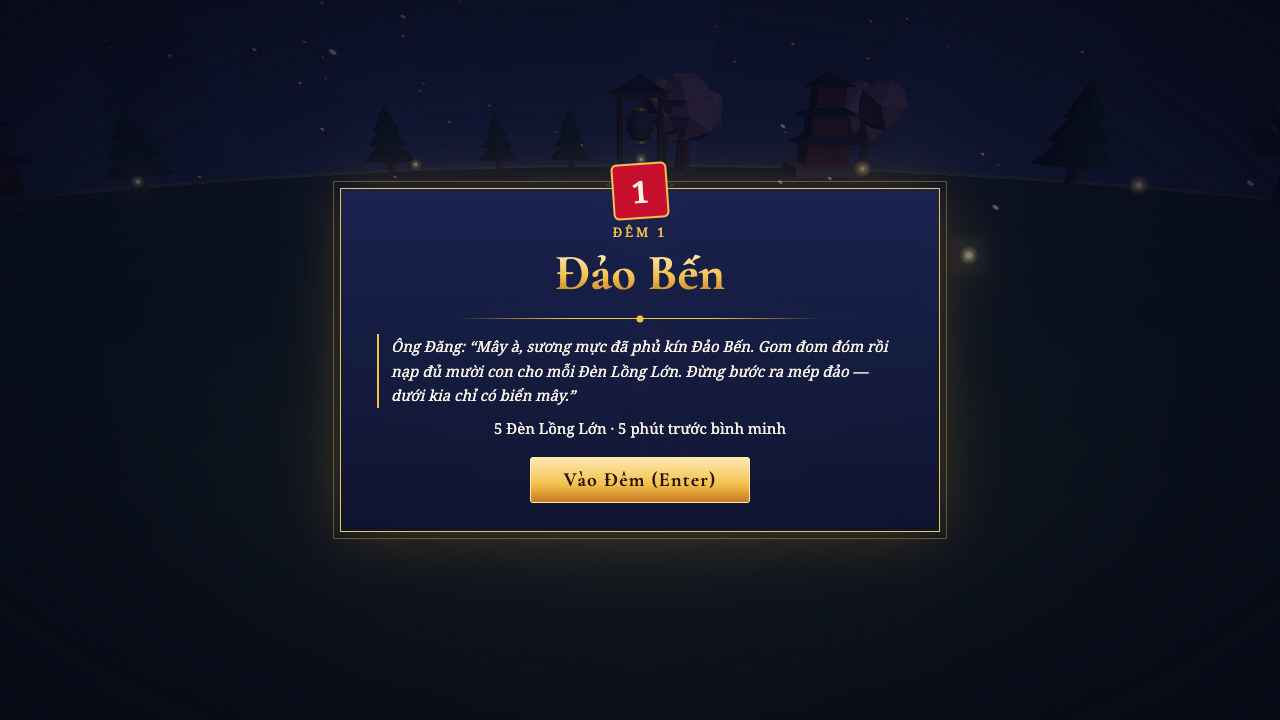 1
ĐÊM 1
Đảo Bến
Ông Đăng: “Mây à, sương mực đã phủ kín Đảo Bến. Gom đom đóm rồi
nạp đủ mười con cho mỗi Đèn Lồng Lớn. Đừng bước ra mép đảo —
dưới kia chỉ có biển mây.”
5 Đèn Lồng Lớn · 5 phút trước bình minh
Vào Đêm (Enter)